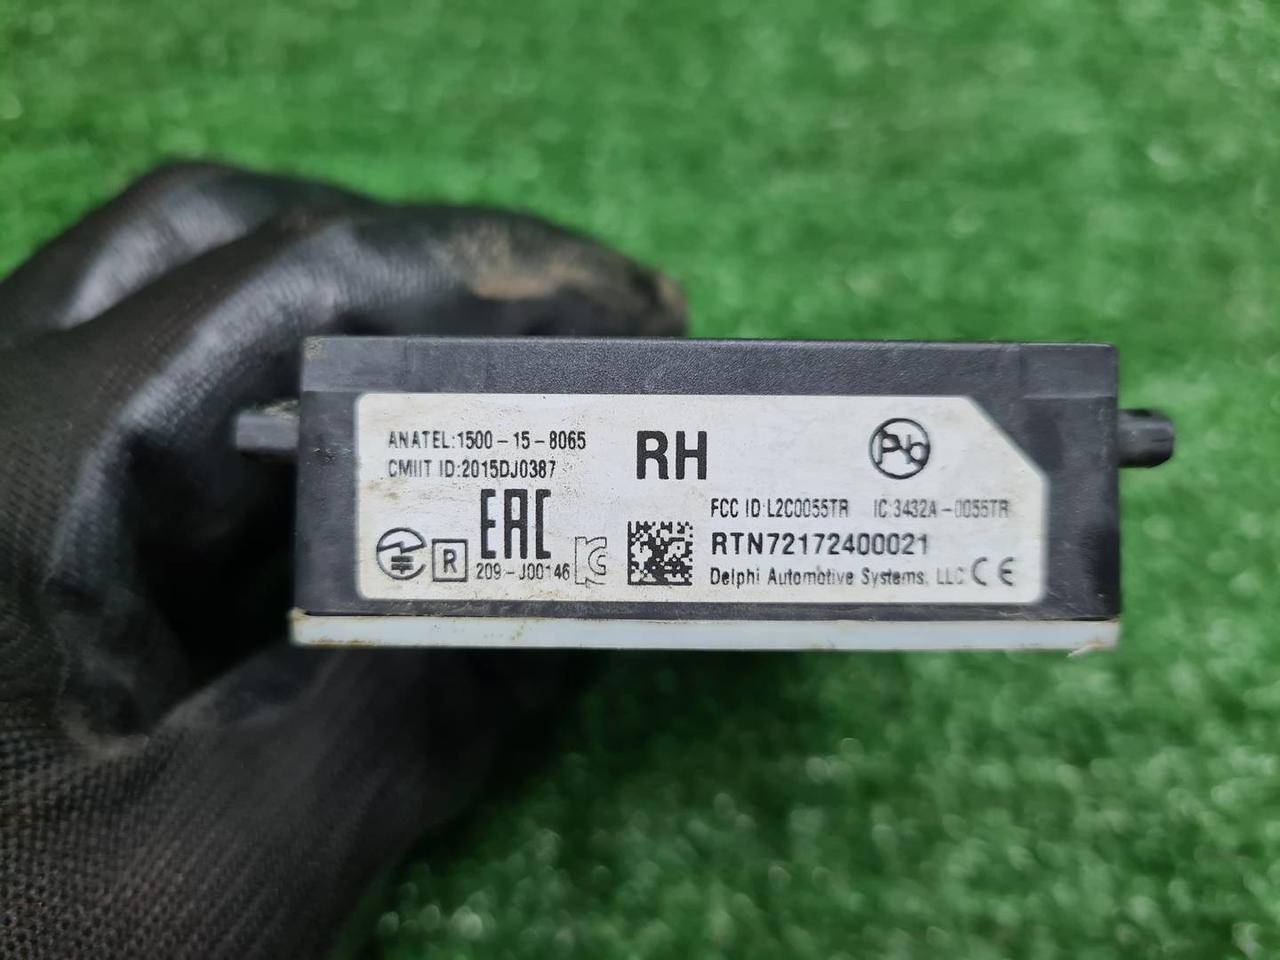 ANATEL:1500-15-8065
CMIIT ID:2015DJ0387
RH
Pb
FCC ID:L2C0055TR IC:3432A-0055TR
EAC
R
209-J00146
RTN72172400021
Delphi Automotive Systems, LLC CE